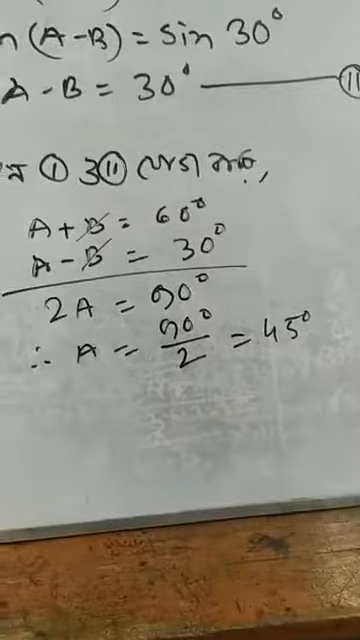 n(A-B) = sin 30°
A - B = 30° —— (II)
ন (I) ও (II) যোগ করে,
A + B = 60°
A - B = 30°
2A = 90°
∴ A = 90°/2 = 45°